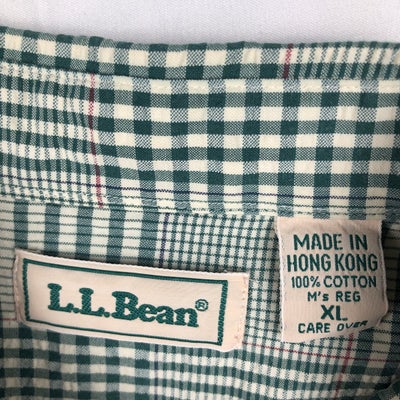 L.L.Bean®
MADE IN
HONG KONG
100% COTTON
M's REG
XL
CARE OVER